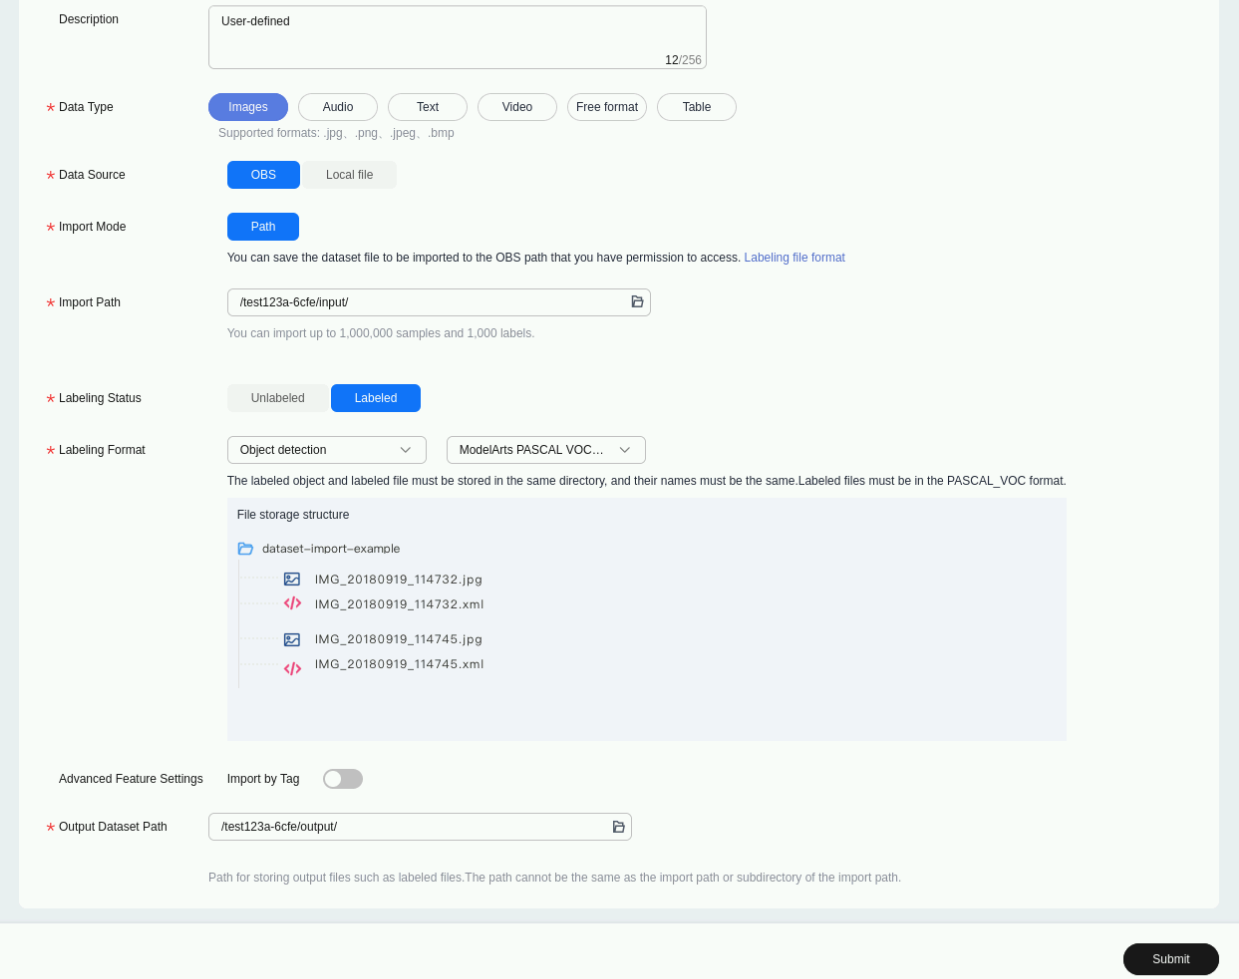 Description
User-defined
12/256
* Data Type
Images Audio Text Video Free format Table
Supported formats: .jpg、.png、.jpeg、.bmp
* Data Source
OBS Local file
* Import Mode
Path
You can save the dataset file to be imported to the OBS path that you have permission to access. Labeling file format
* Import Path
/test123a-6cfe/input/
You can import up to 1,000,000 samples and 1,000 labels.
* Labeling Status
Unlabeled Labeled
* Labeling Format
Object detection
ModelArts PASCAL VOC…
The labeled object and labeled file must be stored in the same directory, and their names must be the same.Labeled files must be in the PASCAL_VOC format.
File storage structure
dataset-import-example
IMG_20180919_114732.jpg
IMG_20180919_114732.xml
IMG_20180919_114745.jpg
IMG_20180919_114745.xml
Advanced Feature Settings
Import by Tag
* Output Dataset Path
/test123a-6cfe/output/
Path for storing output files such as labeled files.The path cannot be the same as the import path or subdirectory of the import path.
Submit